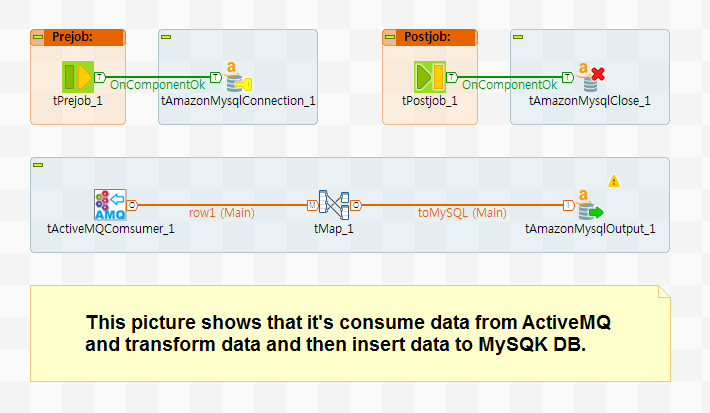 Prejob:
Postjob:
T
OnComponentOk
T
T
OnComponentOk
T
a
a
tPrejob_1
tAmazonMysqlConnection_1
tPostjob_1
tAmazonMysqlClose_1
AMQ
O
row1 (Main)
M
O
toMySQL (Main)
I
a
tActiveMQComsumer_1
tMap_1
tAmazonMysqlOutput_1
This picture shows that it's consume data from ActiveMQ
and transform data and then insert data to MySQK DB.